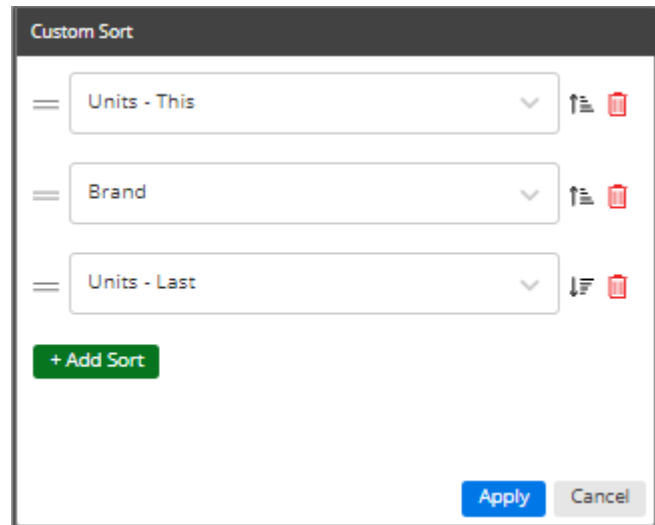 Custom Sort
Units - This
Brand
Units - Last
+ Add Sort
Apply Cancel